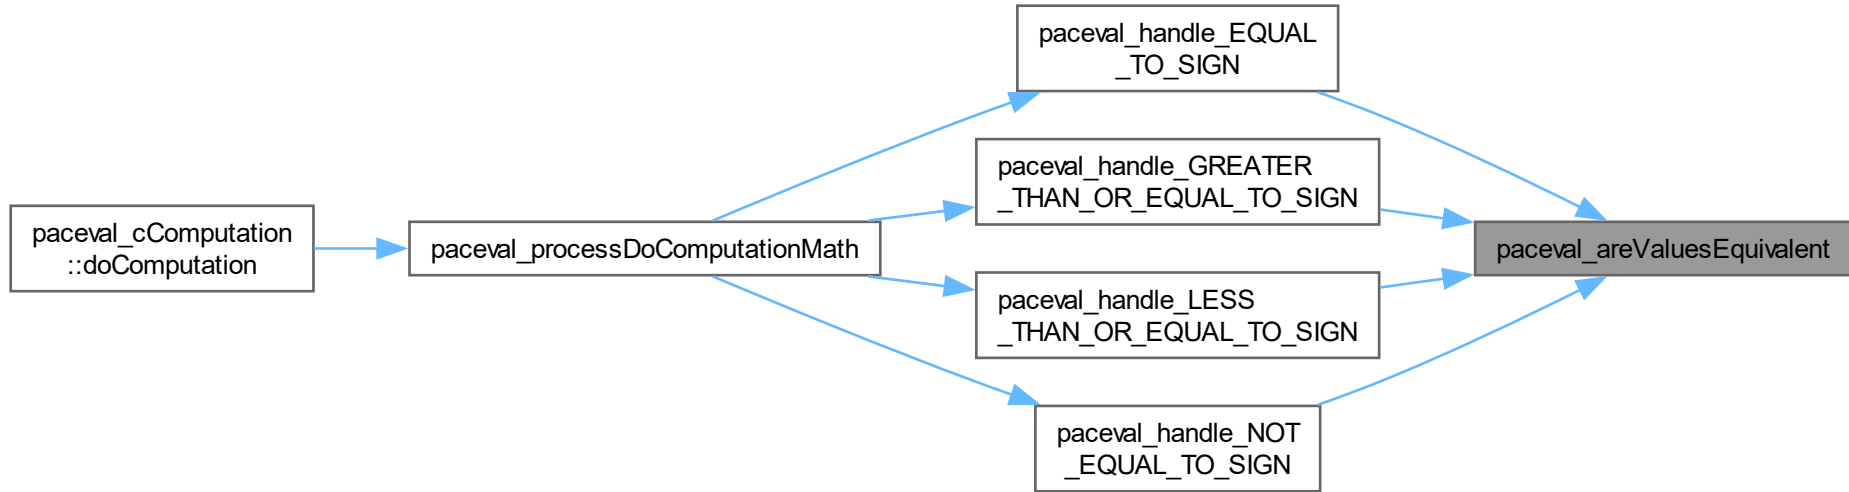 paceval_cComputation
::doComputation
paceval_processDoComputationMath
paceval_handle_EQUAL
_TO_SIGN
paceval_handle_GREATER
_THAN_OR_EQUAL_TO_SIGN
paceval_handle_LESS
_THAN_OR_EQUAL_TO_SIGN
paceval_handle_NOT
_EQUAL_TO_SIGN
paceval_areValuesEquivalent